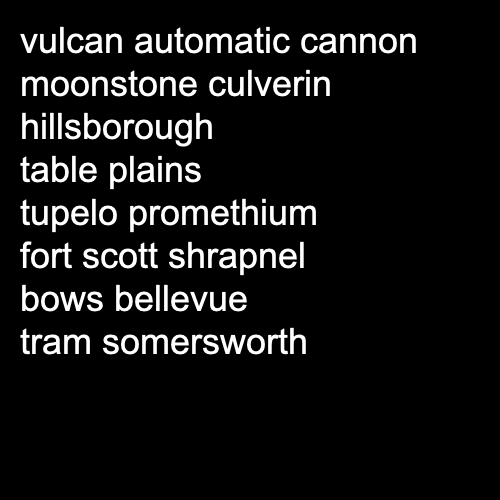 vulcan automatic cannon
moonstone culverin
hillsborough
table plains
tupelo promethium
fort scott shrapnel
bows bellevue
tram somersworth